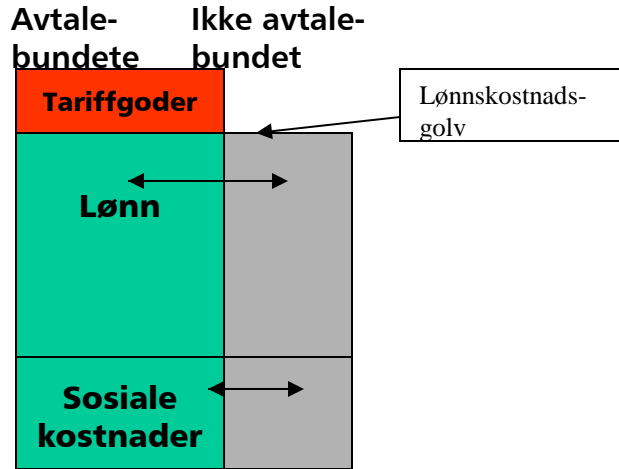 Avtale-
bundete
Ikke avtale-
bundet
Tariffgoder
Lønnskostnads-
golv
Lønn
Sosiale
kostnader